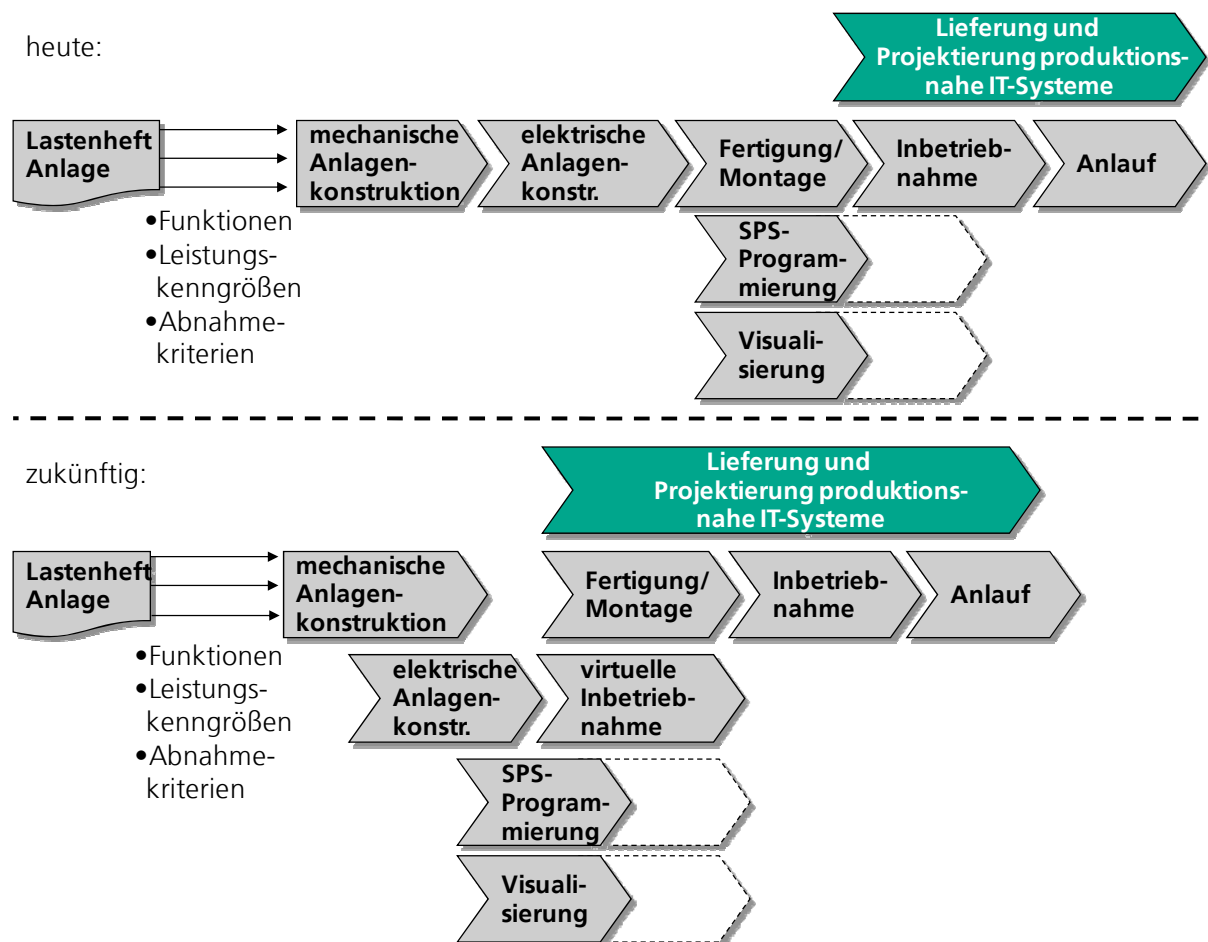 heute:
Lieferung und
Projektierung produktions-
nahe IT-Systeme
Lastenheft
Anlage
mechanische
Anlagen-
konstruktion
elektrische
Anlagen-
konstr.
Fertigung/
Montage
Inbetrieb-
nahme
Anlauf
•Funktionen
•Leistungs-
kenngrößen
•Abnahme-
kriterien
SPS-
Programm-
mierung
Visuali-
sierung
zukünftig:
Lieferung und
Projektierung produktions-
nahe IT-Systeme
Lastenheft
Anlage
mechanische
Anlagen-
konstruktion
Fertigung/
Montage
Inbetrieb-
nahme
Anlauf
•Funktionen
•Leistungs-
kenngrößen
•Abnahme-
kriterien
elektrische
Anlagen-
konstr.
virtuelle
Inbetrieb-
nahme
SPS-
Programm-
mierung
Visuali-
sierung